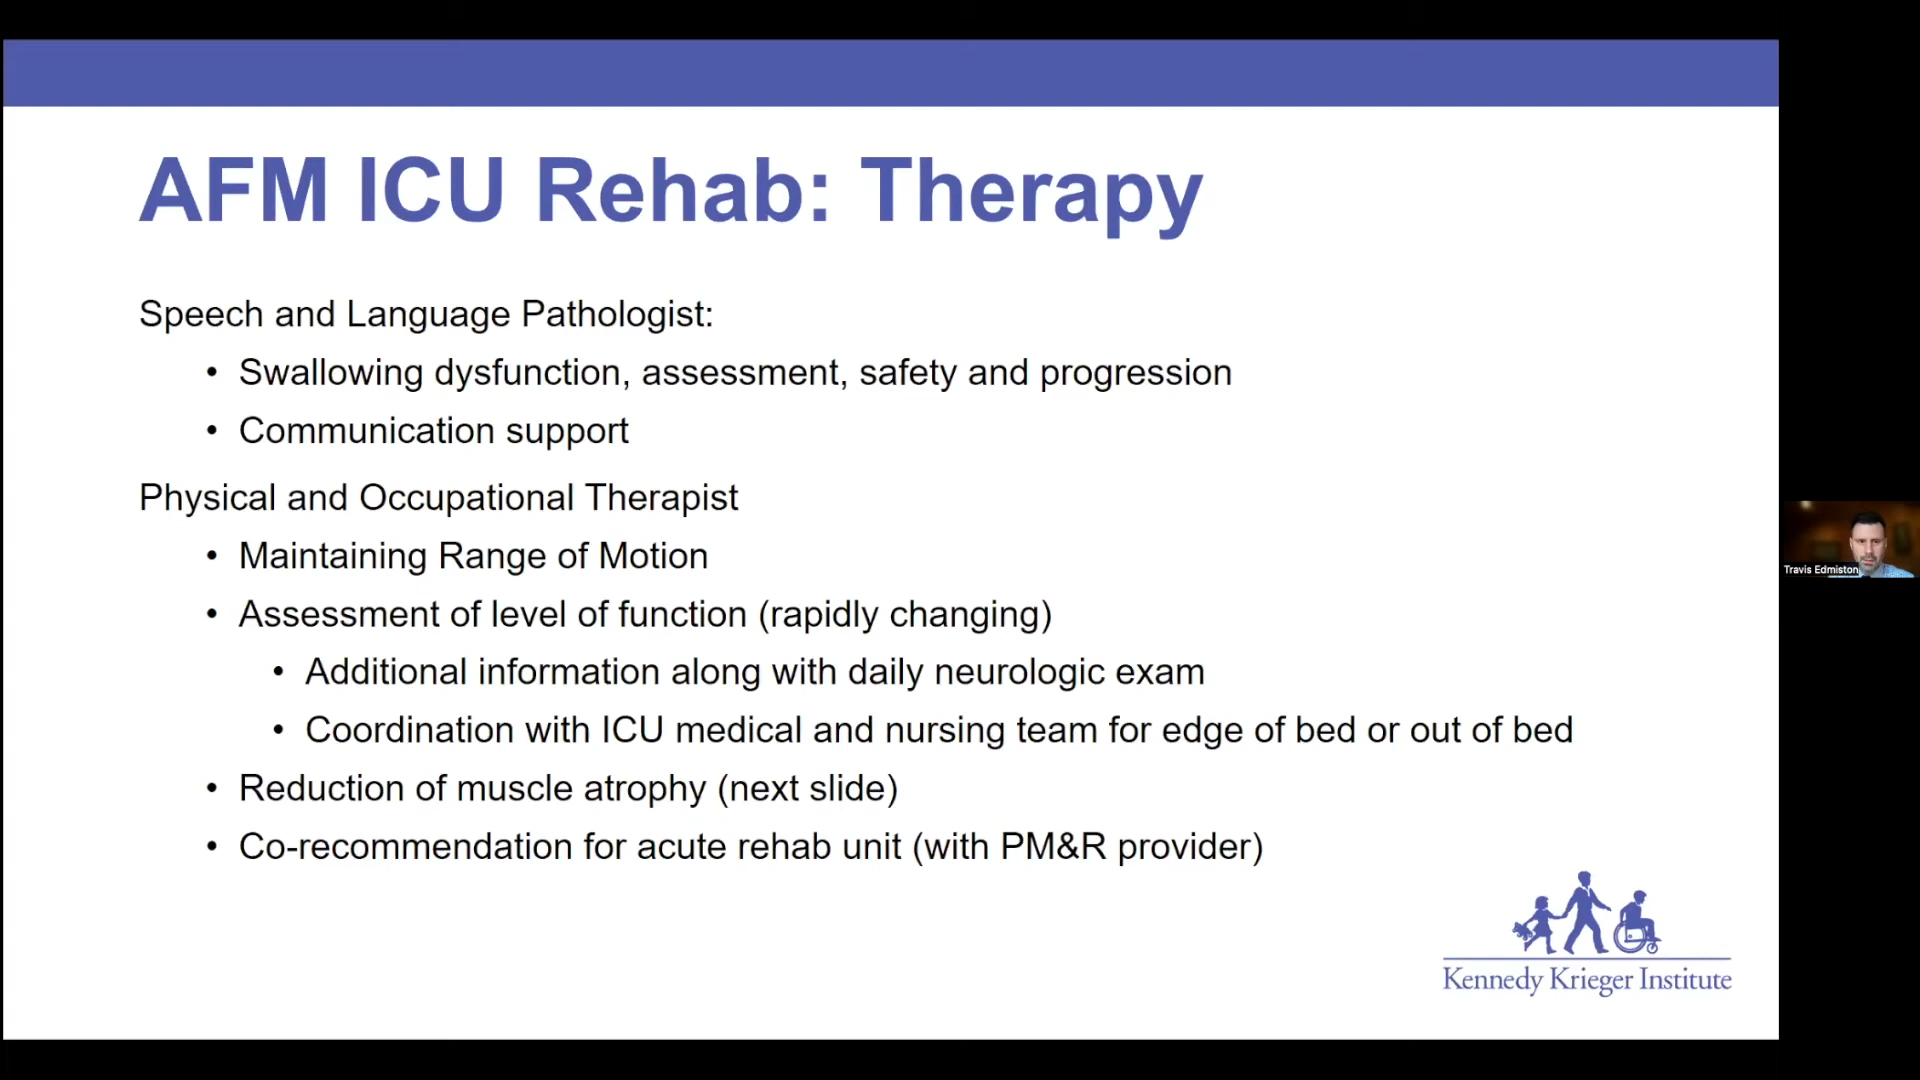 AFM ICU Rehab: Therapy
Speech and Language Pathologist:
• Swallowing dysfunction, assessment, safety and progression
• Communication support
Physical and Occupational Therapist
• Maintaining Range of Motion
• Assessment of level of function (rapidly changing)
• Additional information along with daily neurologic exam
• Coordination with ICU medical and nursing team for edge of bed or out of bed
• Reduction of muscle atrophy (next slide)
• Co-recommendation for acute rehab unit (with PM&R provider)
Kennedy Krieger Institute
Travis Edmiston